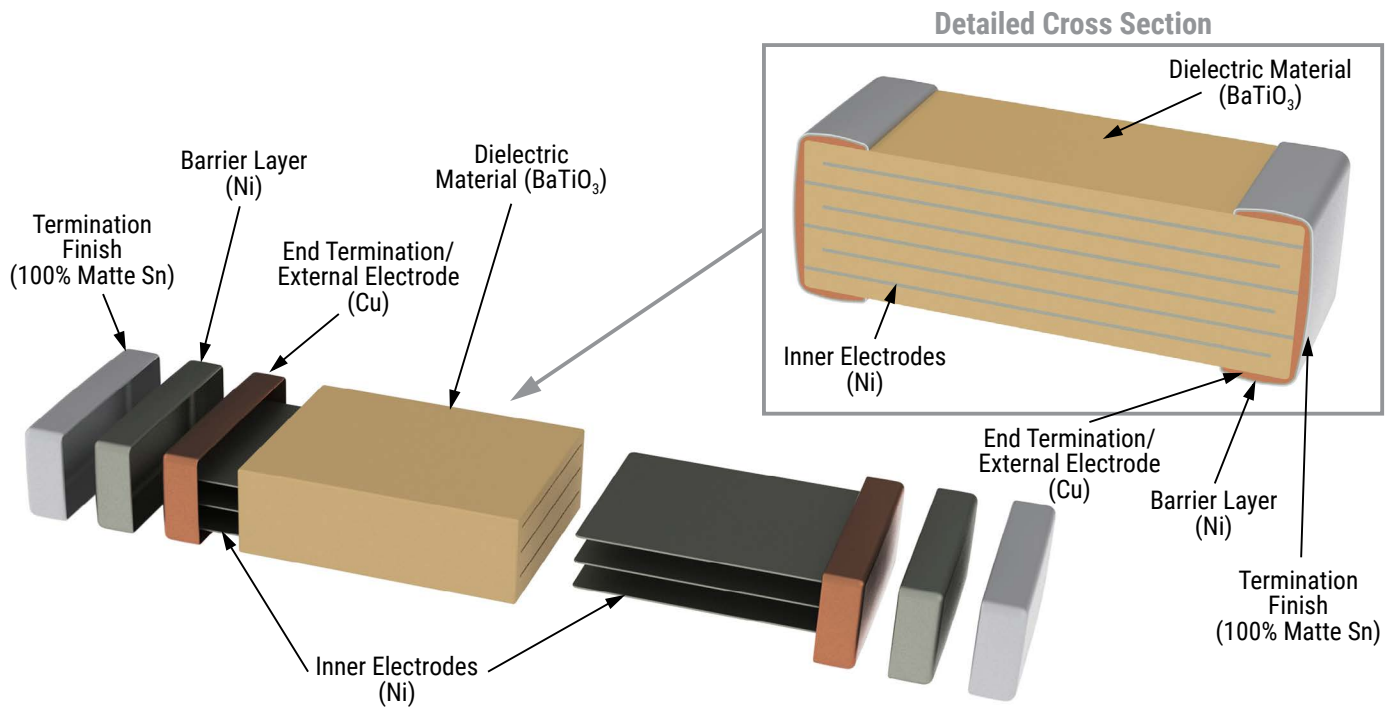 Detailed Cross Section
Dielectric Material
(BaTiO₃)
Inner Electrodes
(Ni)
End Termination/
External Electrode
(Cu)
Barrier Layer
(Ni)
Termination
Finish
(100% Matte Sn)
Termination
Finish
(100% Matte Sn)
Barrier Layer
(Ni)
End Termination/
External Electrode
(Cu)
Dielectric
Material (BaTiO₃)
Inner Electrodes
(Ni)